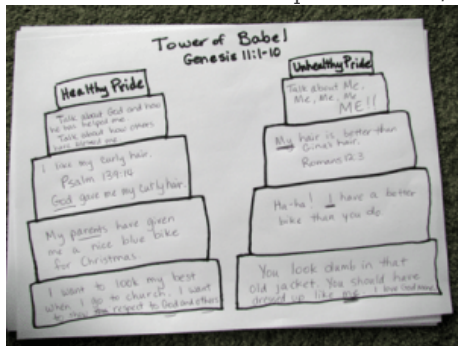 Tower of Babel
Genesis 11:1-10
Healthy Pride
Talk about God and how
he has helped me.
Talk about how others
have blessed me.
I like my curly hair.
Psalm 139:14
God gave me my curly hair.
My parents have given
me a nice blue bike
for Christmas.
I want to look my best
when I go to church. I want
to show respect to God and others.
Unhealthy Pride
Talk about Me,
Me, Me, Me
ME!!
My hair is better than
Gina's hair.
Romans 12:3
Ha-ha! I have a better
bike than you do.
You look dumb in that
old jacket. You should have
dressed up like me. I love God more.